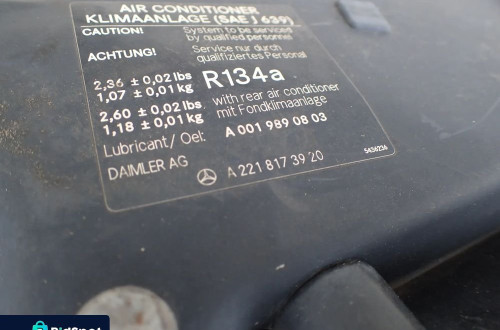 AIR CONDITIONER
KLIMAANLAGE (SAE J 639)
CAUTION! System to be serviced
by qualified personnel
ACHTUNG! Service nur durch
qualifiziertes Personal
2,36 ± 0,02 lbs
1,07 ± 0,01 kg
R134a
2,60 ± 0,02 lbs
1,18 ± 0,01 kg
with rear air conditioner
mit Fondklimaanlage
Lubricant/ Oel: A 001 989 08 03
DAIMLER AG A 221 817 39 20
5436236